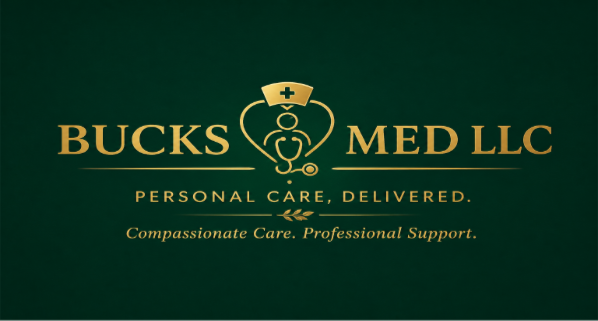 BUCKS MED LLC
PERSONAL CARE, DELIVERED.
Compassionate Care. Professional Support.